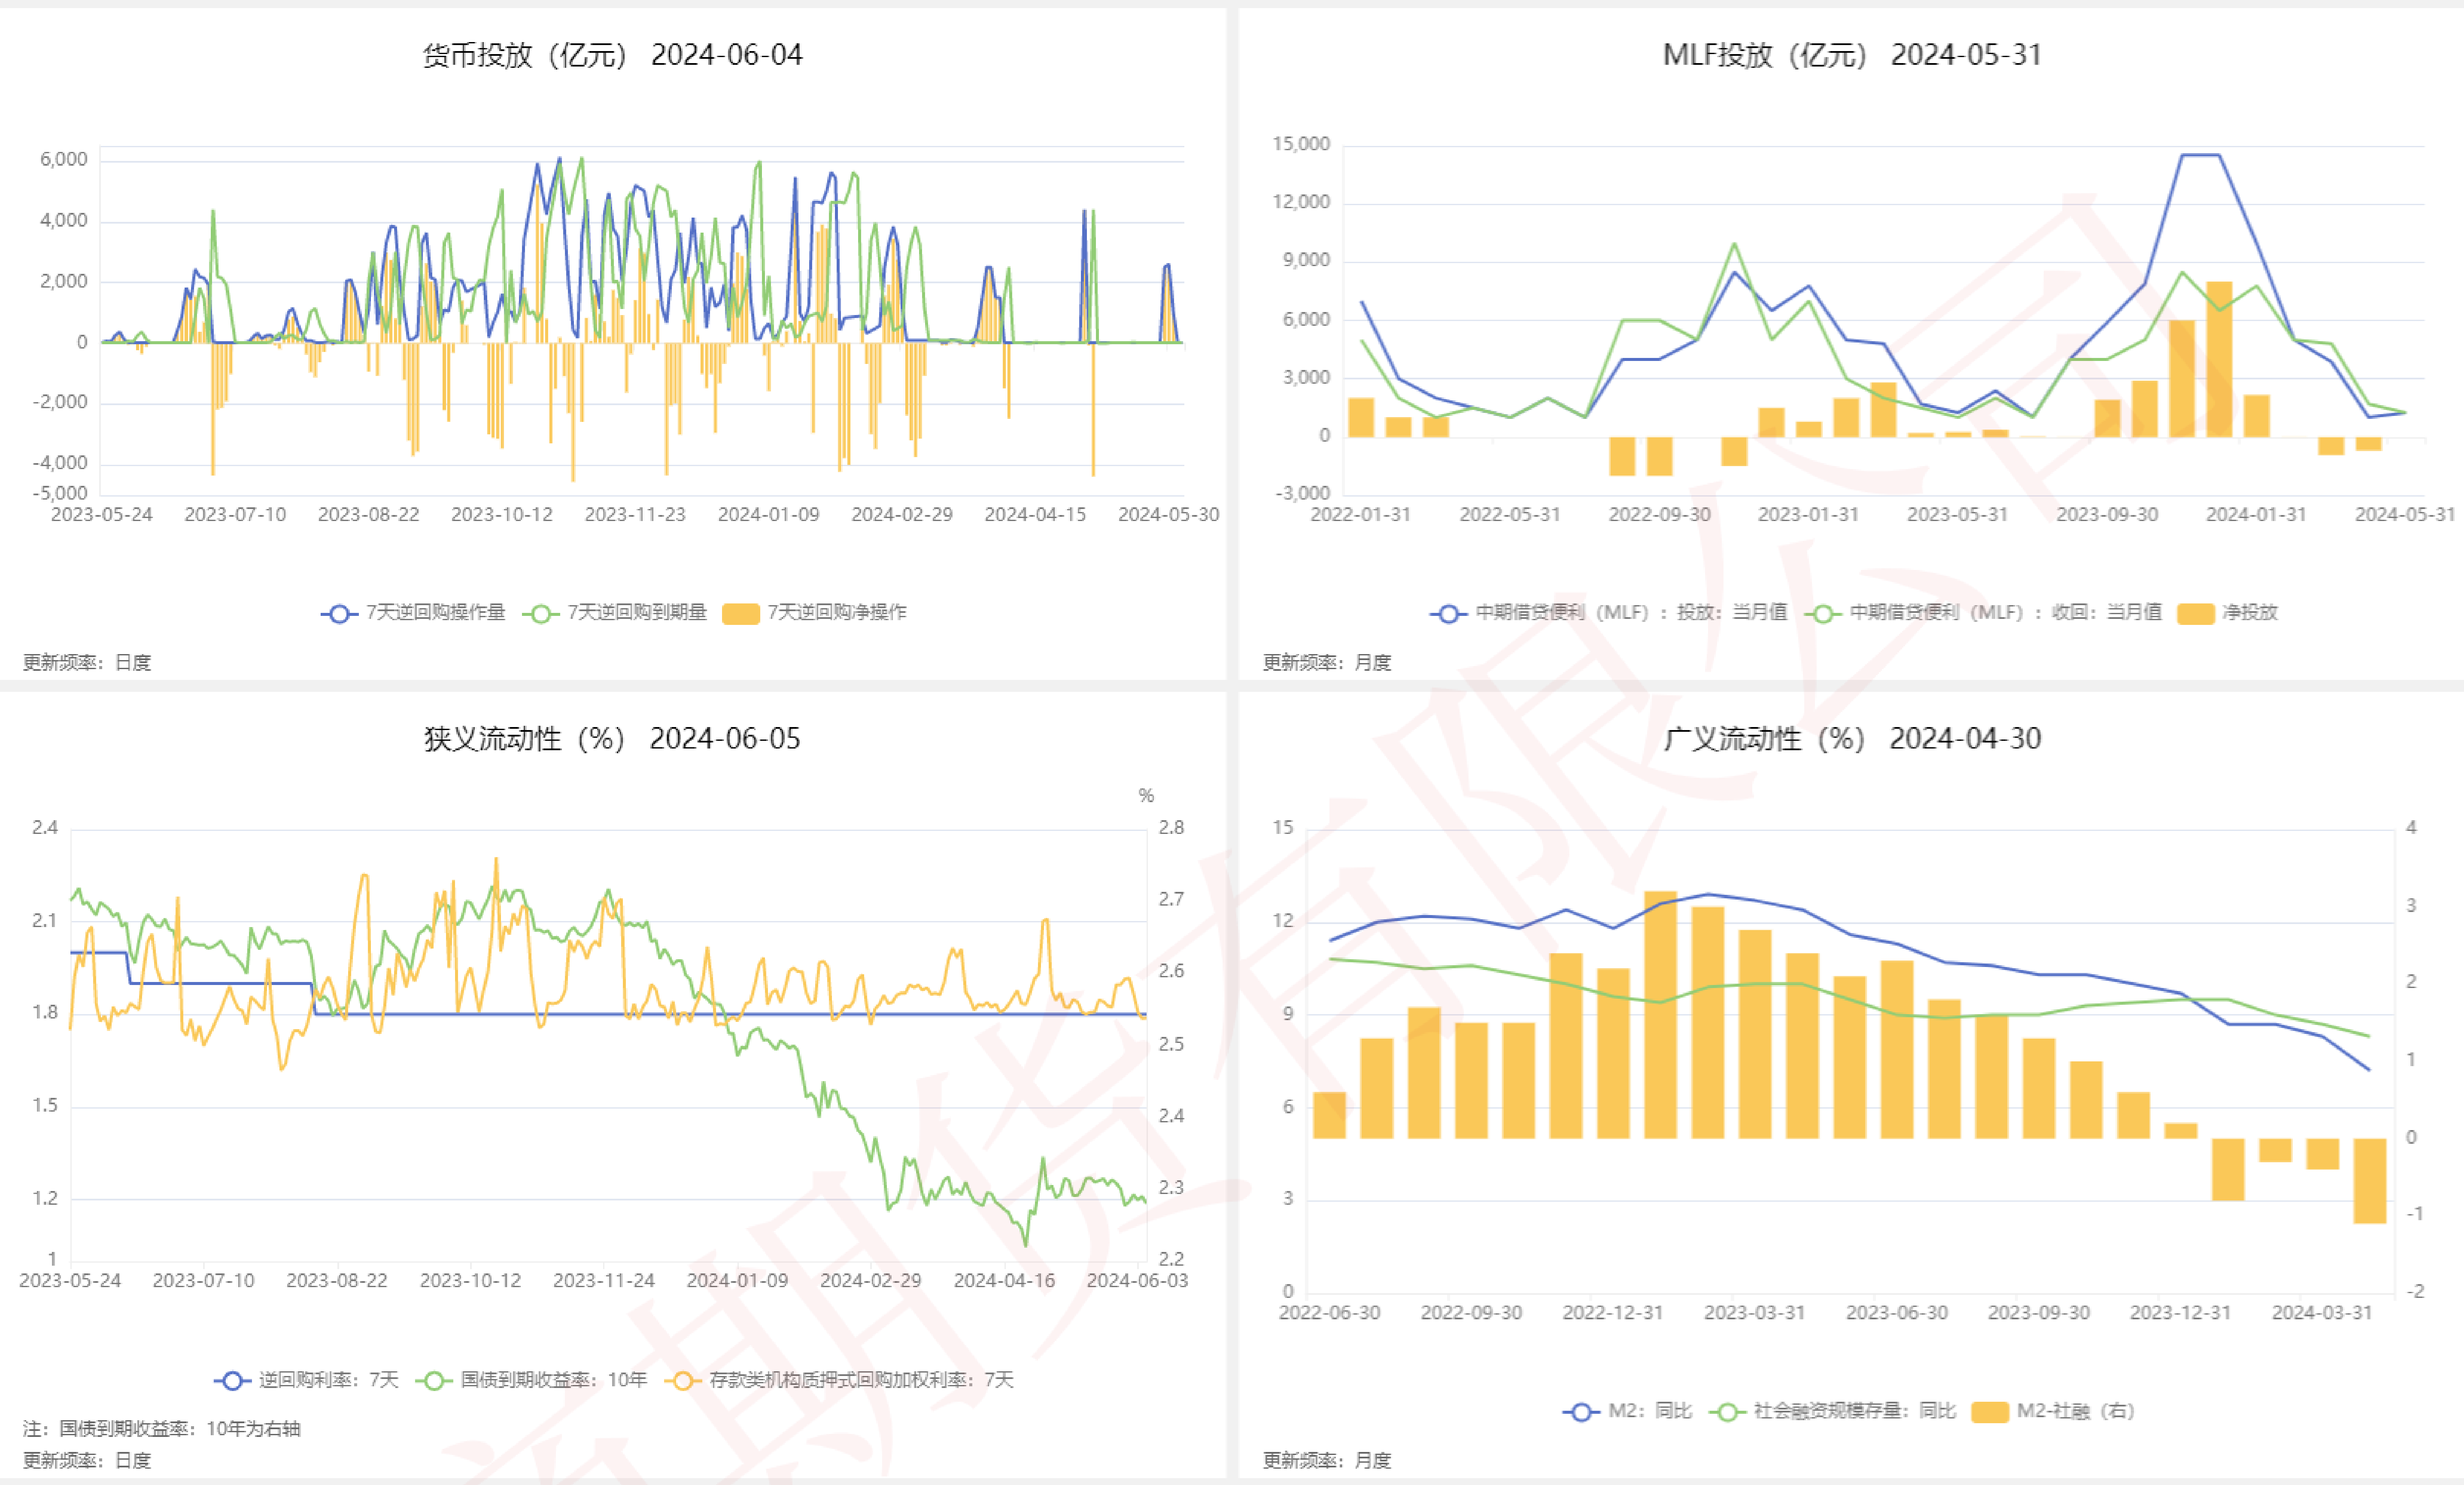 货币投放（亿元） 2024-06-04
6,000
4,000
2,000
0
-2,000
-4,000
-5,000
2023-05-24 2023-07-10 2023-08-22 2023-10-12 2023-11-23 2024-01-09 2024-02-29 2024-04-15 2024-05-30
7天逆回购操作量 7天逆回购到期量 7天逆回购净操作
更新频率：日度
MLF投放（亿元） 2024-05-31
15,000
12,000
9,000
6,000
3,000
0
-3,000
2022-01-31 2022-05-31 2022-09-30 2023-01-31 2023-05-31 2023-09-30 2024-01-31 2024-05-31
中期借贷便利（MLF）：投放：当月值 中期借贷便利（MLF）：收回：当月值 净投放
更新频率：月度
狭义流动性（%） 2024-06-05
%
2.4 2.8
2.7
2.1
2.6
1.8
2.5
1.5
2.4
1.2 2.3
1 2.2
2023-05-24 2023-07-10 2023-08-22 2023-10-12 2023-11-24 2024-01-09 2024-02-29 2024-04-16 2024-06-03
逆回购利率：7天 国债到期收益率：10年 存款类机构质押式回购加权利率：7天
注：国债到期收益率：10年为右轴
更新频率：日度
广义流动性（%） 2024-04-30
15 4
12 3
9 2
1
6
0
3
-1
0 -2
2022-06-30 2022-09-30 2022-12-31 2023-03-31 2023-06-30 2023-09-30 2023-12-31 2024-03-31
M2：同比 社会融资规模存量：同比 M2-社融（右）
更新频率：月度
期货有限公司